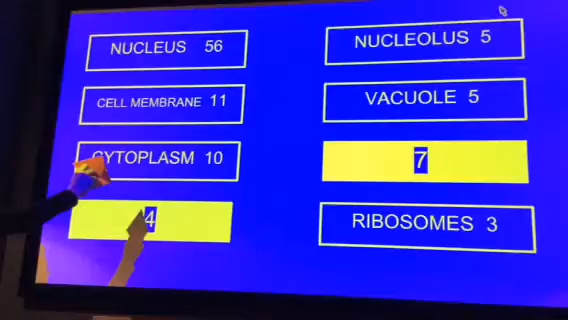 NUCLEUS 56
CELL MEMBRANE 11
CYTOPLASM 10
4
NUCLEOLUS 5
VACUOLE 5
7
RIBOSOMES 3